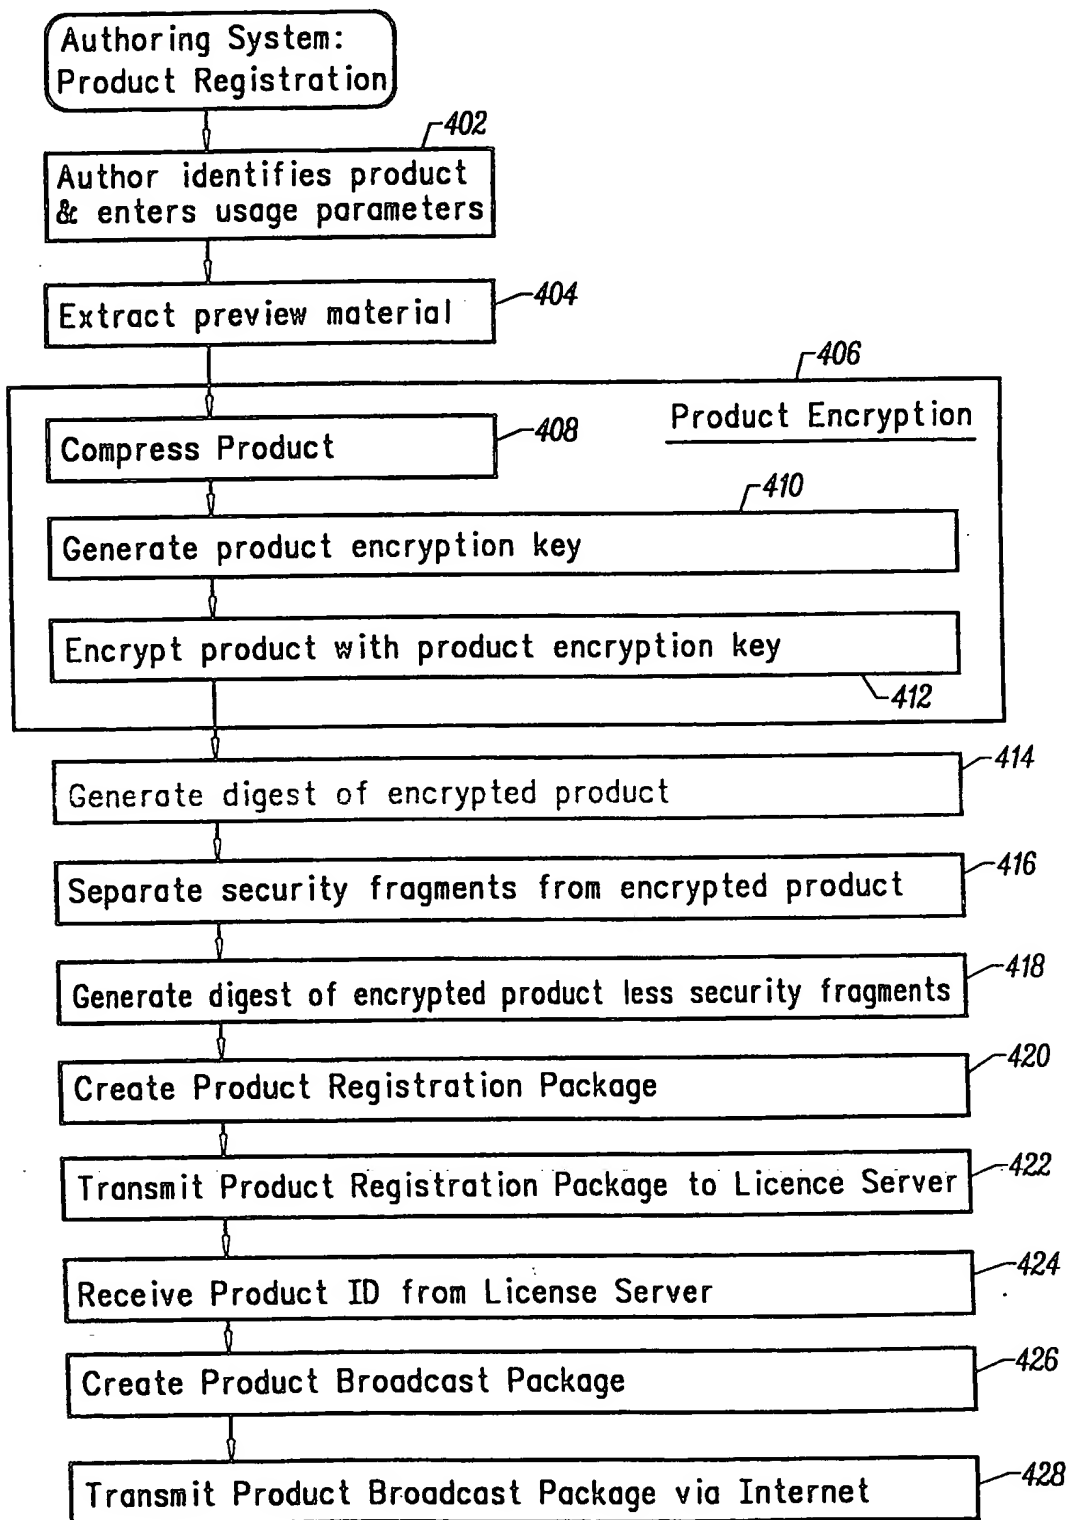 Authoring System:
Product Registration
402
Author identifies product
& enters usage parameters
404
Extract preview material
406
Product Encryption
408
Compress Product
410
Generate product encryption key
Encrypt product with product encryption key
412
414
Generate digest of encrypted product
416
Separate security fragments from encrypted product
418
Generate digest of encrypted product less security fragments
420
Create Product Registration Package
422
Transmit Product Registration Package to Licence Server
424
Receive Product ID from License Server
426
Create Product Broadcast Package
428
Transmit Product Broadcast Package via Internet